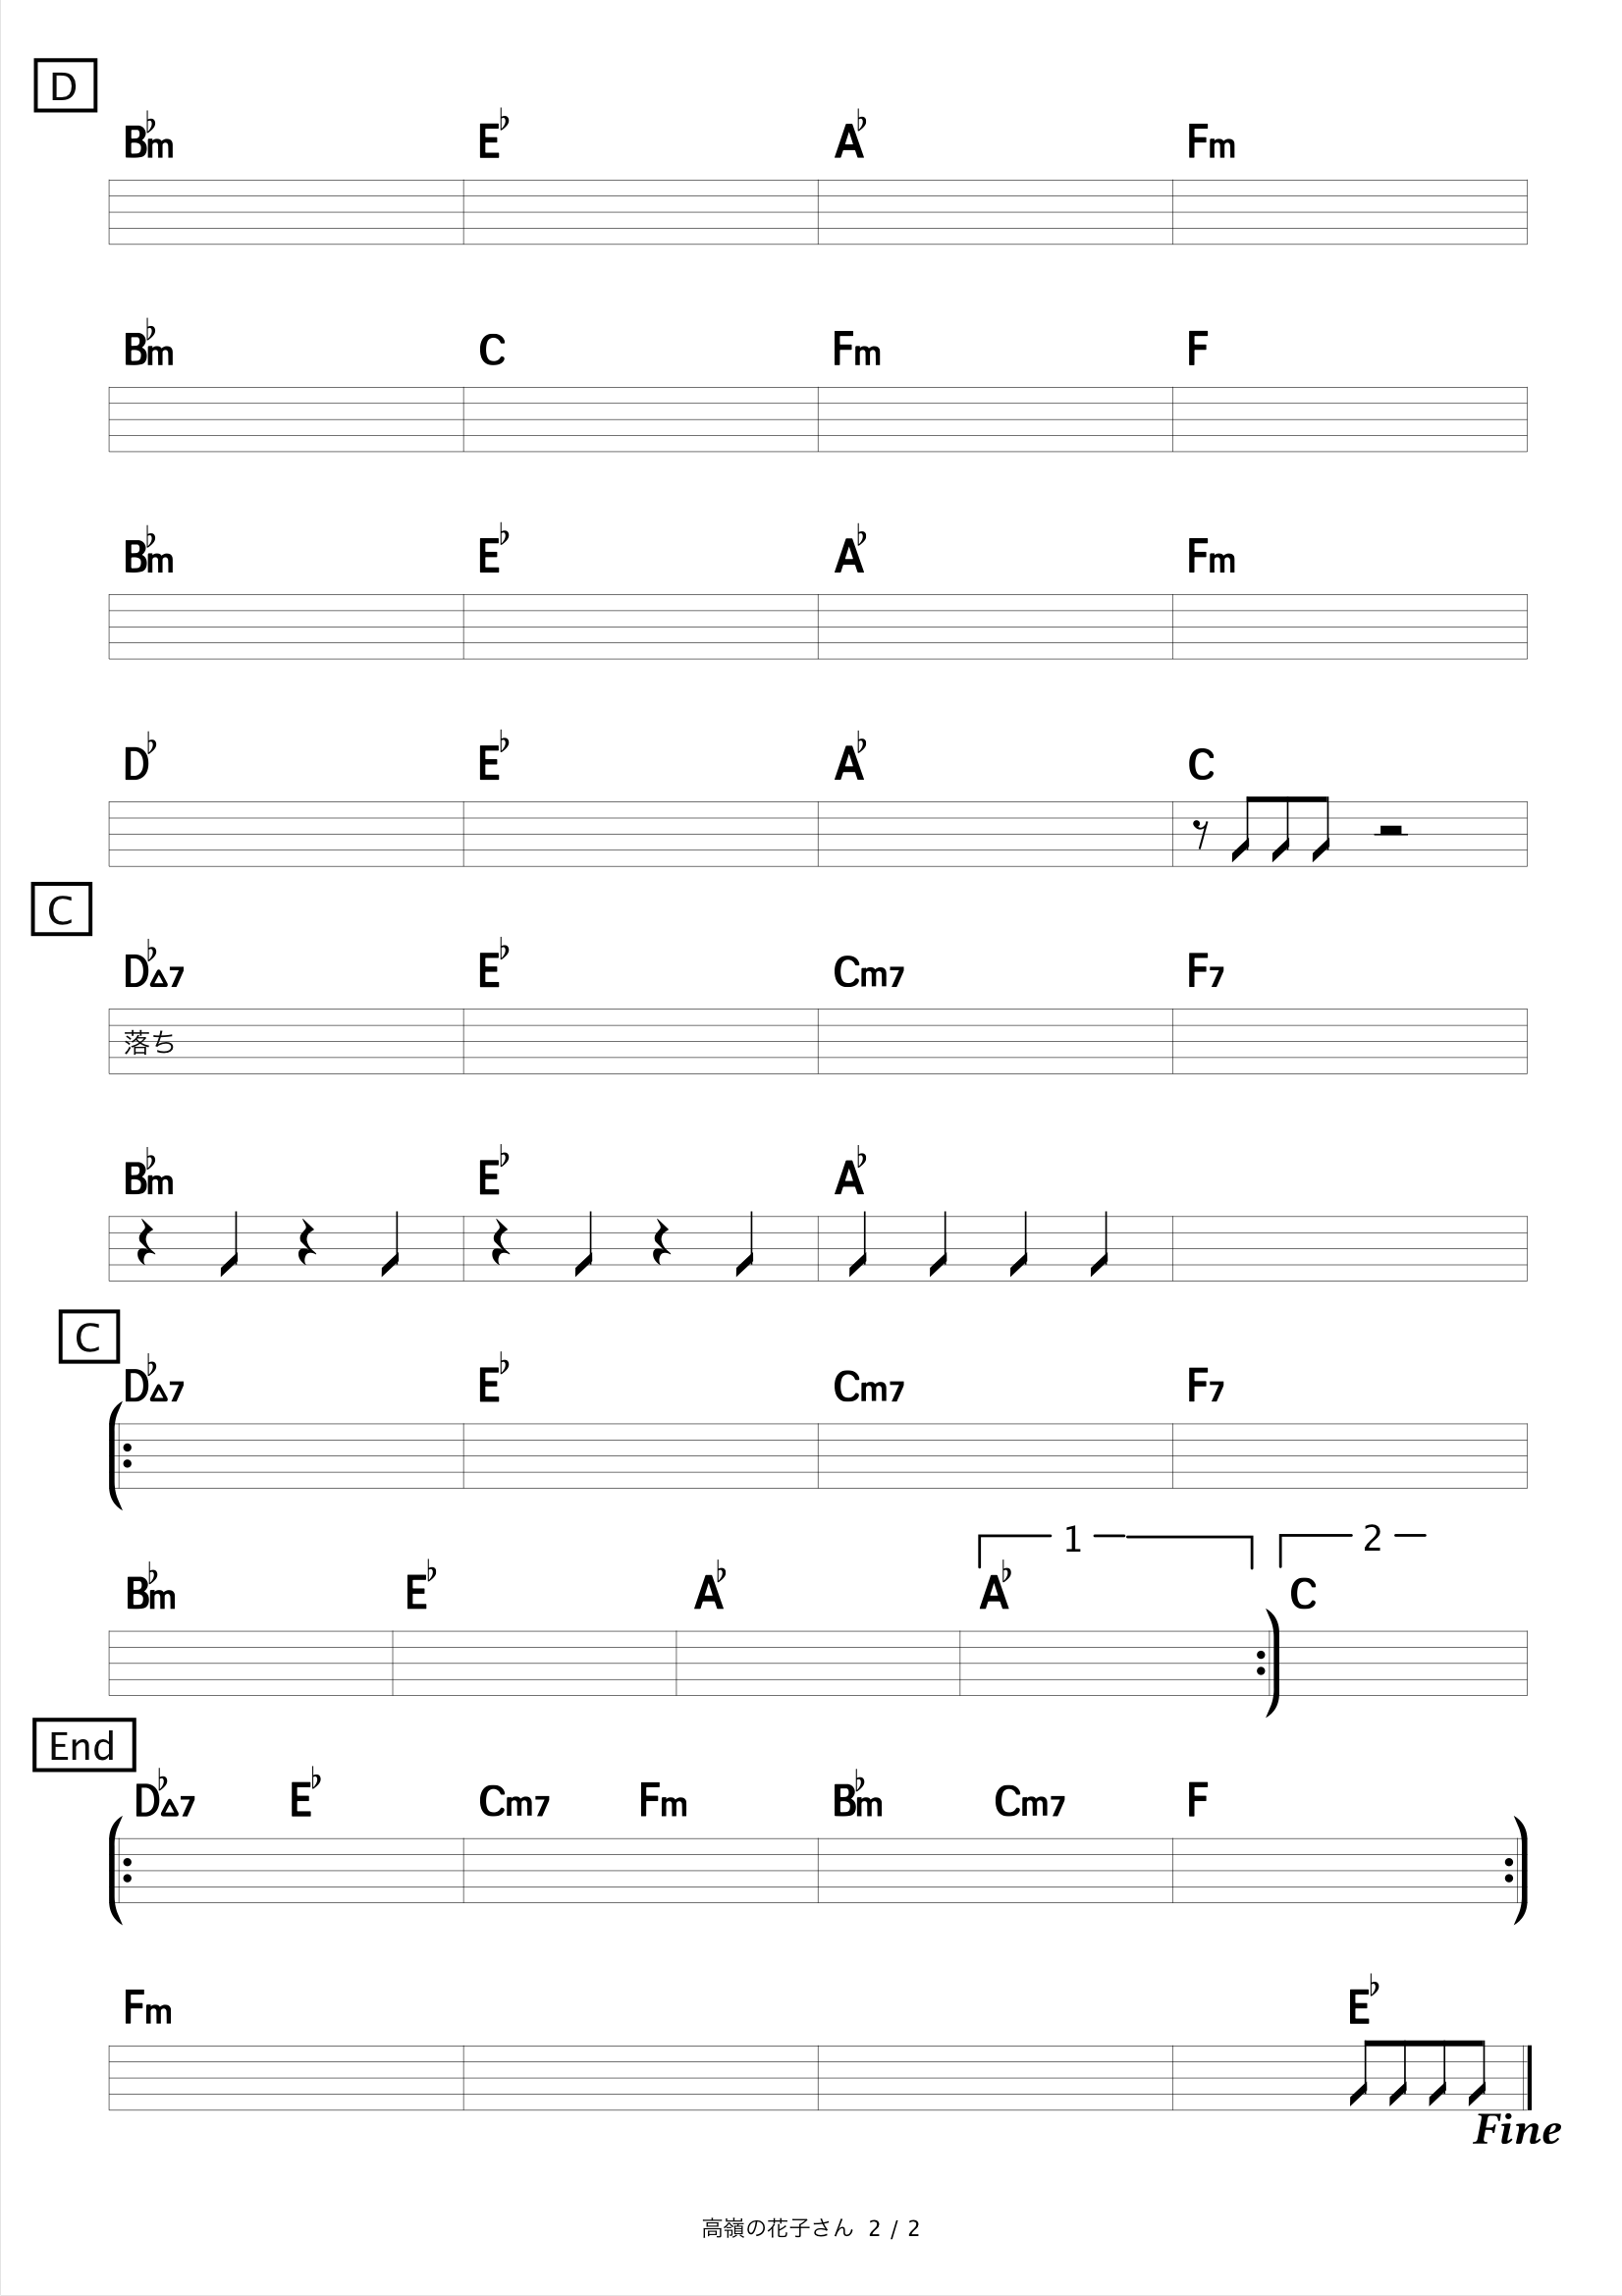 D
B♭m E♭ A♭ Fm
B♭m C Fm F
B♭m E♭ A♭ Fm
D♭ E♭ A♭ C
C
D♭△7 E♭ Cm7 F7
落ち
B♭m E♭ A♭
C
D♭△7 E♭ Cm7 F7
1 2
B♭m E♭ A♭ A♭ C
End
D♭△7 E♭ Cm7 Fm B♭m Cm7 F
Fm E♭
Fine
高嶺の花子さん 2 / 2